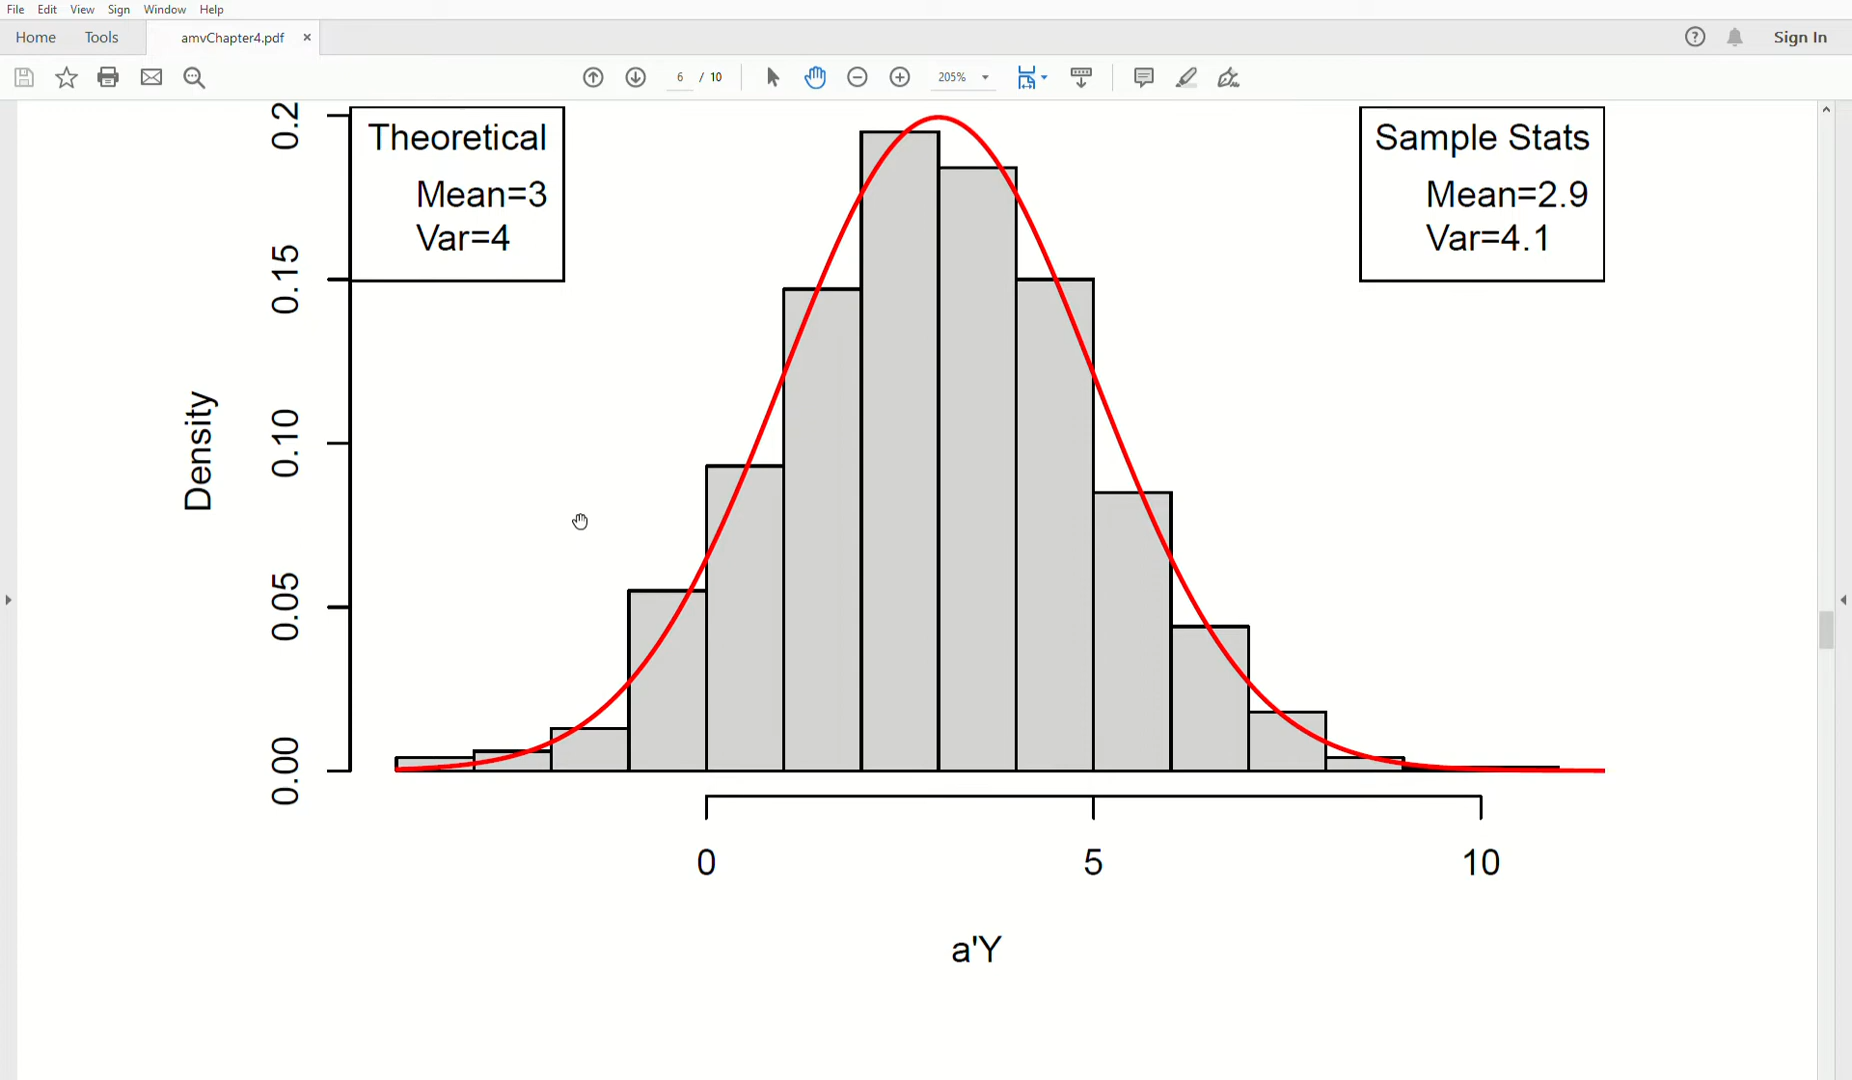 File Edit View Sign Window Help
Home Tools amvChapter4.pdf × ? Sign In
6 / 10 205%
Theoretical
Mean=3
Var=4
Sample Stats
Mean=2.9
Var=4.1
Density
0.2
0.15
0.10
0.05
0.00
0 5 10
a'Y